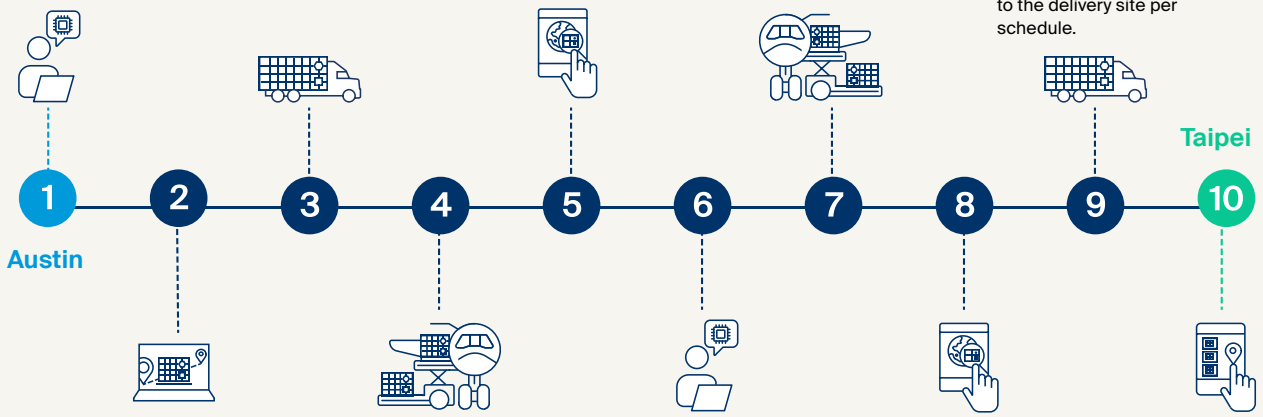 to the delivery site per
schedule.
Taipei
1
2
3
4
5
6
7
8
9
10
Austin